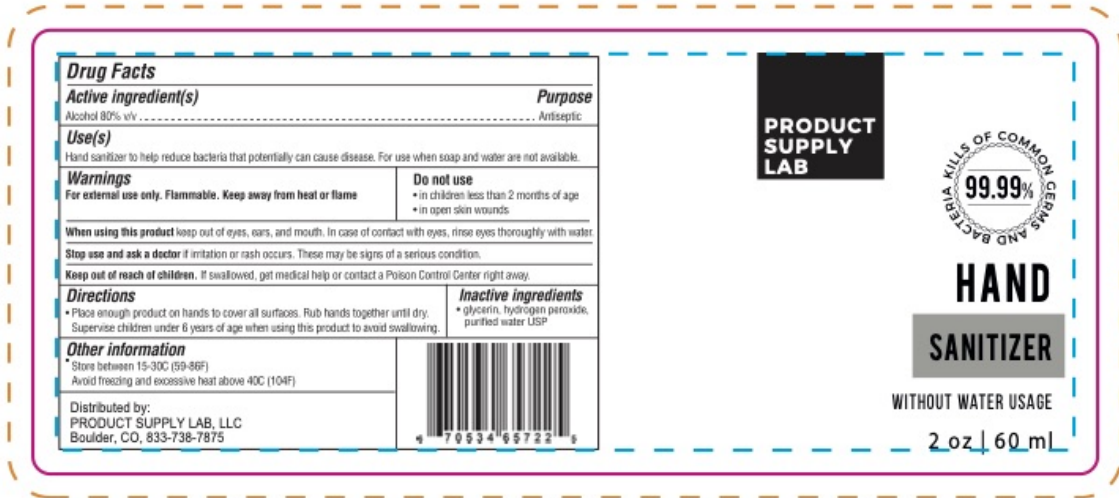 Drug Facts
Active ingredient(s) Purpose
Alcohol 80% v/v Antiseptic
Use(s)
Hand sanitizer to help reduce bacteria that potentially can cause disease. For use when soap and water are not available.
Warnings
For external use only. Flammable. Keep away from heat or flame
Do not use
• in children less than 2 months of age
• in open skin wounds
When using this product keep out of eyes, ears, and mouth. In case of contact with eyes, rinse eyes thoroughly with water.
Stop use and ask a doctor if irritation or rash occurs. These may be signs of a serious condition.
Keep out of reach of children. If swallowed, get medical help or contact a Poison Control Center right away.
Directions
• Place enough product on hands to cover all surfaces. Rub hands together until dry.
Supervise children under 6 years of age when using this product to avoid swallowing.
Inactive ingredients
• glycerin, hydrogen peroxide,
purified water USP
Other information
• Store between 15-30C (59-86F)
Avoid freezing and excessive heat above 40C (104F)
Distributed by:
PRODUCT SUPPLY LAB, LLC
Boulder, CO, 833-738-7875
70534 65722 5
PRODUCT
SUPPLY
LAB
KILLS OF COMMON GERMS AND BACTERIA
99.99%
HAND
SANITIZER
WITHOUT WATER USAGE
2 oz | 60 ml